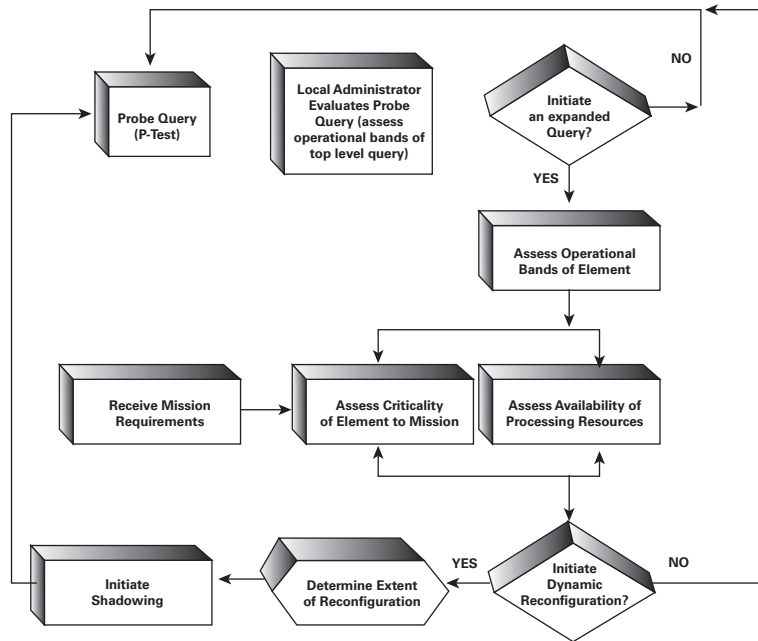 Probe Query
(P-Test)
Local Administrator
Evaluates Probe
Query (assess
operational bands of
top level query)
Initiate
an expanded
Query?
NO
YES
Assess Operational
Bands of Element
Receive Mission
Requirements
Assess Criticality
of Element to Mission
Assess Availability of
Processing Resources
Initiate
Shadowing
Determine Extent
of Reconfiguration
YES
Initiate
Dynamic
Reconfiguration?
NO